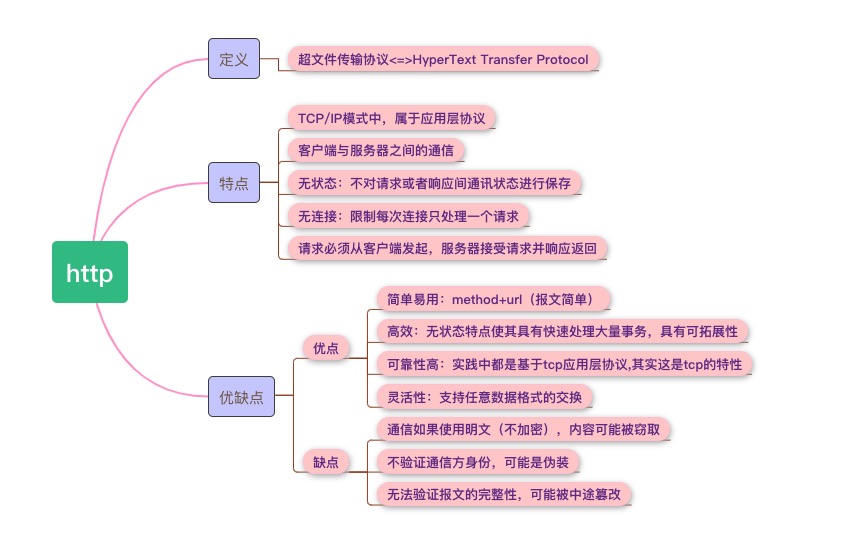 http
定义
超文件传输协议<=>HyperText Transfer Protocol
特点
TCP/IP模式中，属于应用层协议
客户端与服务器之间的通信
无状态：不对请求或者响应间通讯状态进行保存
无连接：限制每次连接只处理一个请求
请求必须从客户端发起，服务器接受请求并响应返回
优缺点
优点
简单易用：method+url（报文简单）
高效：无状态特点使其具有快速处理大量事务，具有可拓展性
可靠性高：实践中都是基于tcp应用层协议,其实这是tcp的特性
灵活性：支持任意数据格式的交换
缺点
通信如果使用明文（不加密），内容可能被窃取
不验证通信方身份，可能是伪装
无法验证报文的完整性，可能被中途篡改